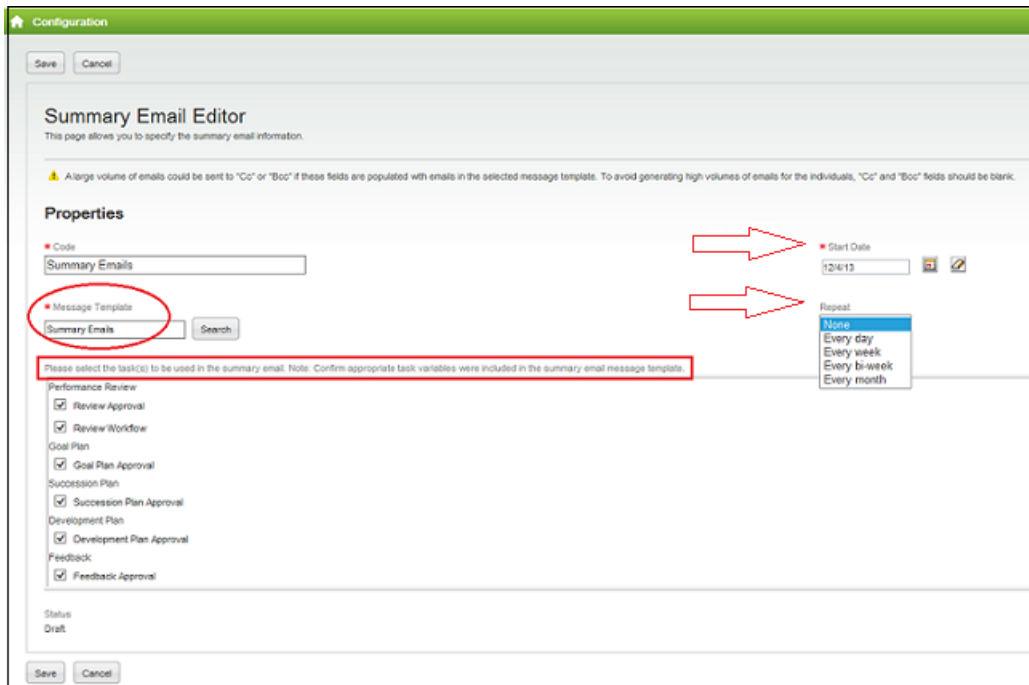 Configuration
Save Cancel
Summary Email Editor
This page allows you to specify the summary email information.
A large volume of emails could be sent to "Cc" or "Bcc" if these fields are populated with emails in the selected message template. To avoid generating high volumes of emails for the individuals, "Cc" and "Bcc" fields should be blank.
Properties
* Code
Summary Emails
* Start Date
12/4/13
* Message Template
Summary Emails Search
Repeat
None
Every day
Every week
Every bi-week
Every month
Please select the task(s) to be used in the summary email. Note: Confirm appropriate task variables were included in the summary email message template.
Performance Review
Review Approval
Review Workflow
Goal Plan
Goal Plan Approval
Succession Plan
Succession Plan Approval
Development Plan
Development Plan Approval
Feedback
Feedback Approval
Status
Draft
Save Cancel